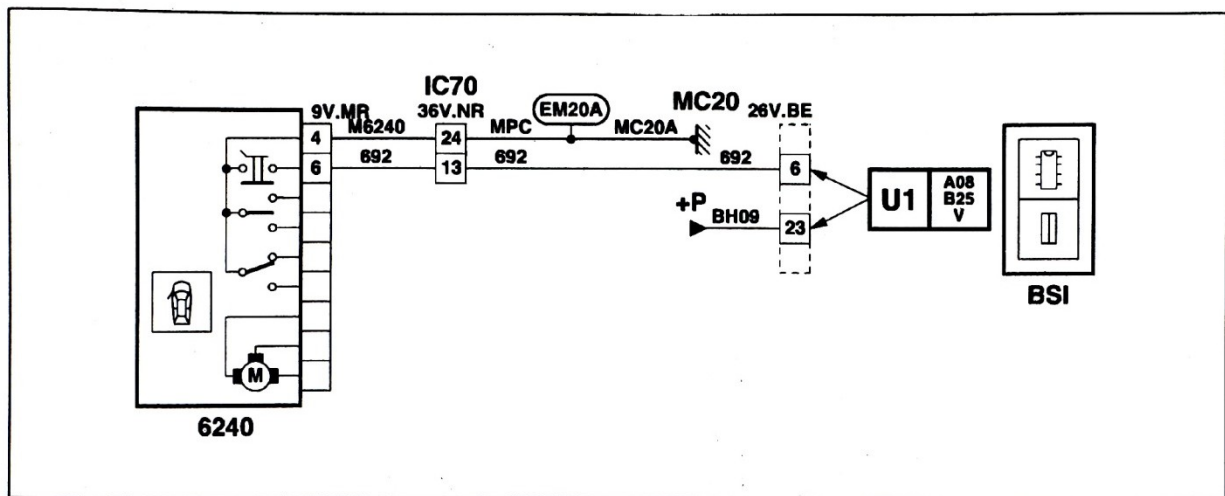 IC70
9V.MR
36V.NR
EM20A
MC20
26V.BE
4
M6240
24
MPC
MC20A
6
692
13
692
692
6
U1
A08
B25
V
+P
BH09
23
BSI
M
6240